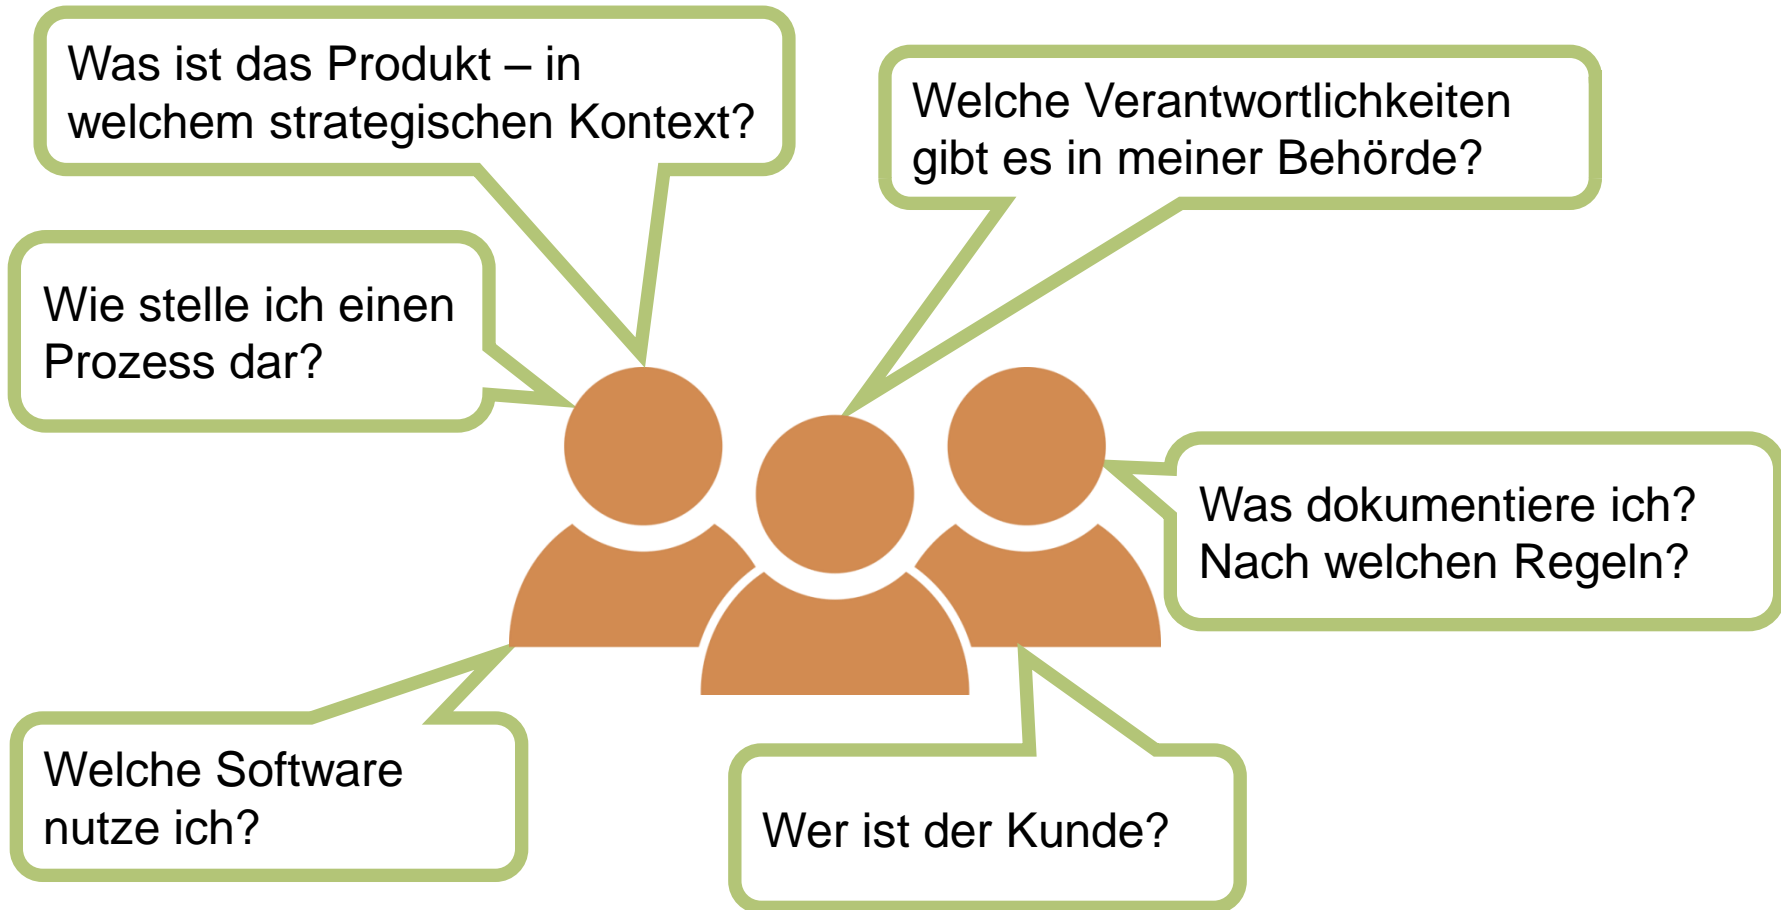 Was ist das Produkt – in
welchem strategischen Kontext?
Welche Verantwortlichkeiten
gibt es in meiner Behörde?
Wie stelle ich einen
Prozess dar?
Was dokumentiere ich?
Nach welchen Regeln?
Welche Software
nutze ich?
Wer ist der Kunde?